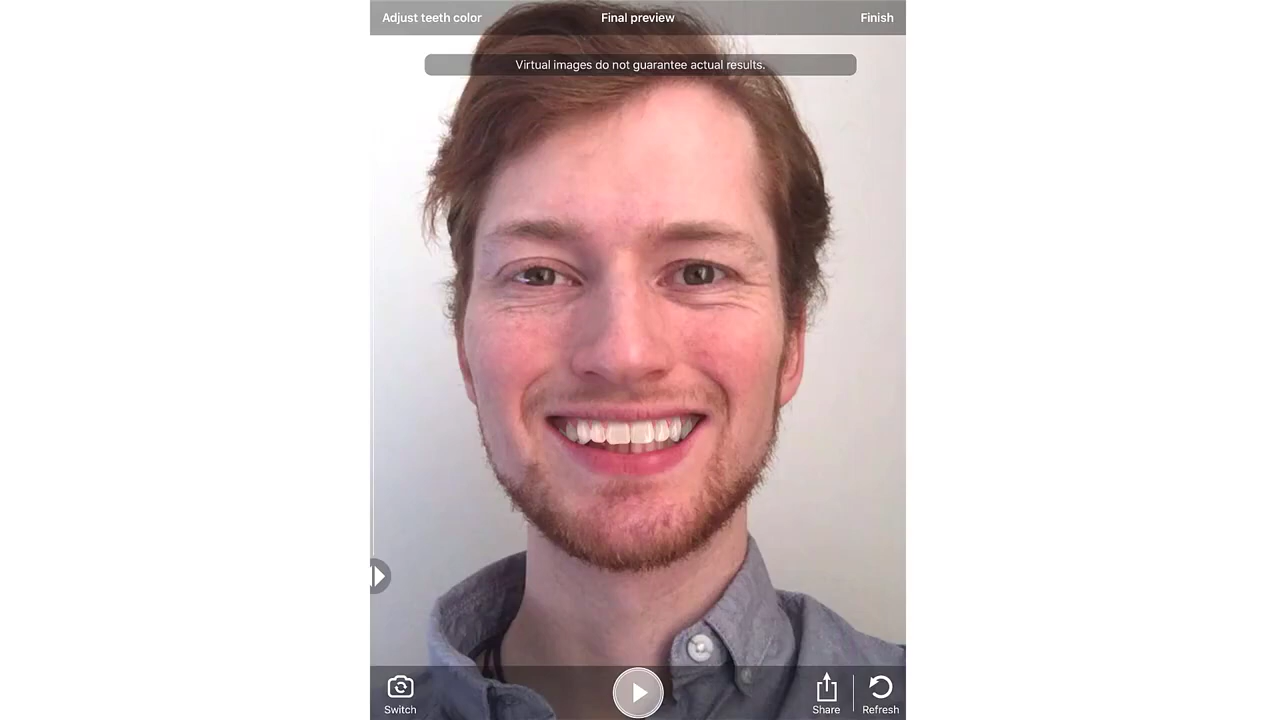 Adjust teeth color Final preview Finish
Virtual images do not guarantee actual results.
Switch Share Refresh